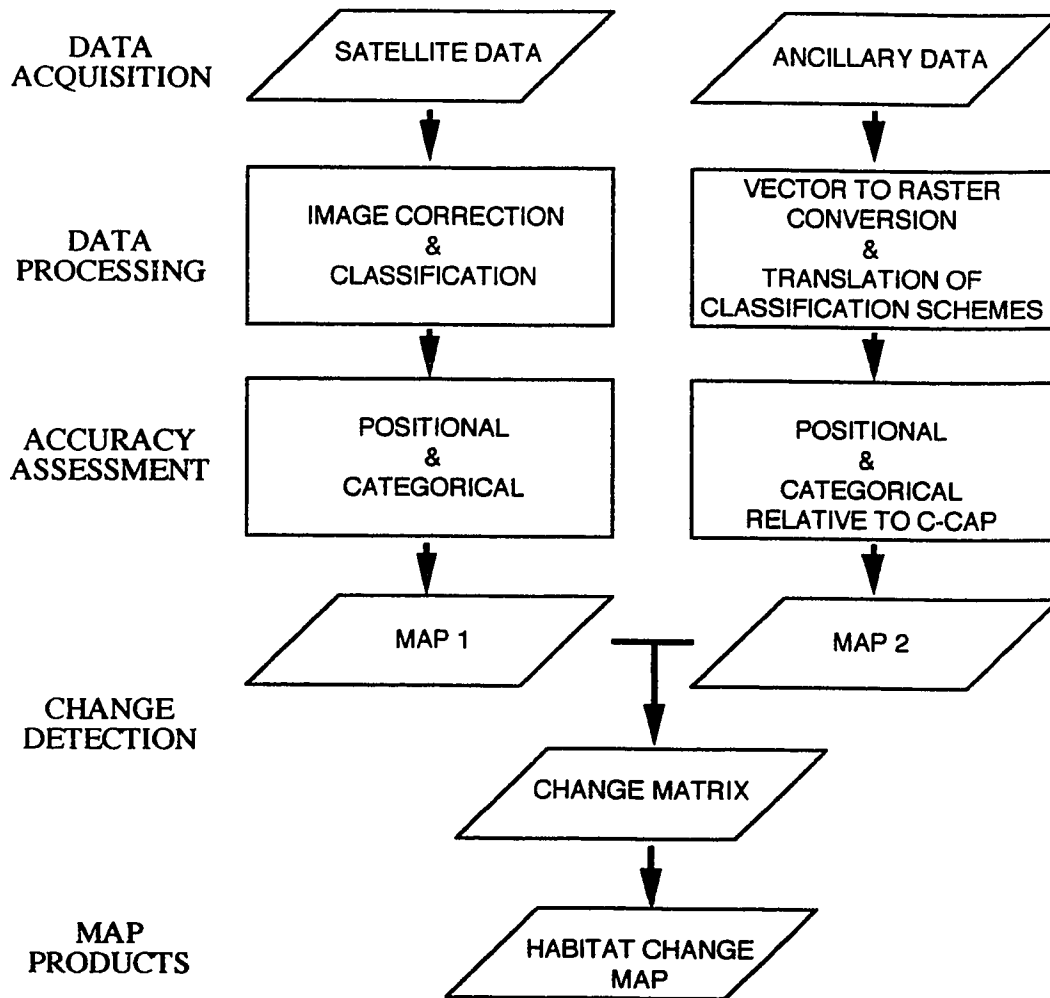 DATA
ACQUISITION
SATELLITE DATA
ANCILLARY DATA
DATA
PROCESSING
IMAGE CORRECTION
&
CLASSIFICATION
VECTOR TO RASTER
CONVERSION
&
TRANSLATION OF
CLASSIFICATION SCHEMES
ACCURACY
ASSESSMENT
POSITIONAL
&
CATEGORICAL
POSITIONAL
&
CATEGORICAL
RELATIVE TO C-CAP
MAP 1
MAP 2
CHANGE
DETECTION
CHANGE MATRIX
MAP
PRODUCTS
HABITAT CHANGE
MAP